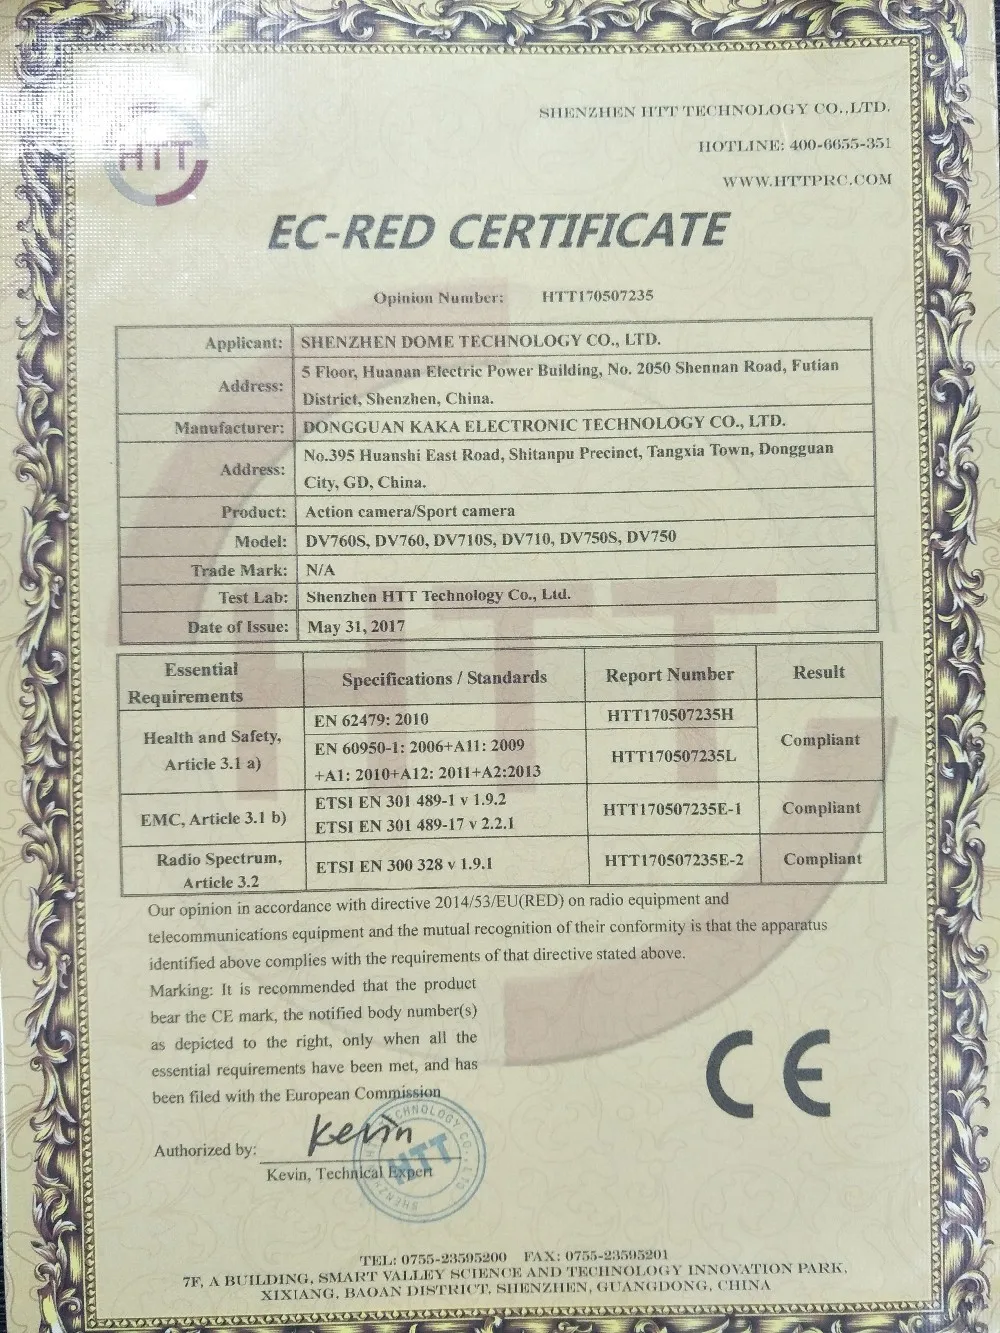 HTT
SHENZHEN HTT TECHNOLOGY CO.,LTD.
HOTLINE: 400-6655-351
WWW.HTTPRC.COM
EC-RED CERTIFICATE
Opinion Number: HTT170507235
Applicant: SHENZHEN DOME TECHNOLOGY CO., LTD.
Address: 5 Floor, Huanan Electric Power Building, No. 2050 Shennan Road, Futian
District, Shenzhen, China.
Manufacturer: DONGGUAN KAKA ELECTRONIC TECHNOLOGY CO., LTD.
Address: No.395 Huanshi East Road, Shitanpu Precinct, Tangxia Town, Dongguan
City, GD, China.
Product: Action camera/Sport camera
Model: DV760S, DV760, DV710S, DV710, DV750S, DV750
Trade Mark: N/A
Test Lab: Shenzhen HTT Technology Co., Ltd.
Date of Issue: May 31, 2017
Essential
Requirements
Specifications / Standards
Report Number
Result
Health and Safety,
Article 3.1 a)
EN 62479: 2010
HTT170507235H
EN 60950-1: 2006+A11: 2009
+A1: 2010+A12: 2011+A2:2013
HTT170507235L
Compliant
EMC, Article 3.1 b)
ETSI EN 301 489-1 v 1.9.2
ETSI EN 301 489-17 v 2.2.1
HTT170507235E-1
Compliant
Radio Spectrum,
Article 3.2
ETSI EN 300 328 v 1.9.1
HTT170507235E-2
Compliant
HTT
Our opinion in accordance with directive 2014/53/EU(RED) on radio equipment and
telecommunications equipment and the mutual recognition of their conformity is that the apparatus
identified above complies with the requirements of that directive stated above.
Marking: It is recommended that the product
bear the CE mark, the notified body number(s)
as depicted to the right, only when all the
essential requirements have been met, and has
been filed with the European Commission
CE
Authorized by: Kevin
Kevin, Technical Expert
HTT
TEL: 0755-23595200 FAX: 0755-23595201
7F, A BUILDING, SMART VALLEY SCIENCE AND TECHNOLOGY INNOVATION PARK,
XIXIANG, BAOAN DISTRICT, SHENZHEN, GUANGDONG, CHINA